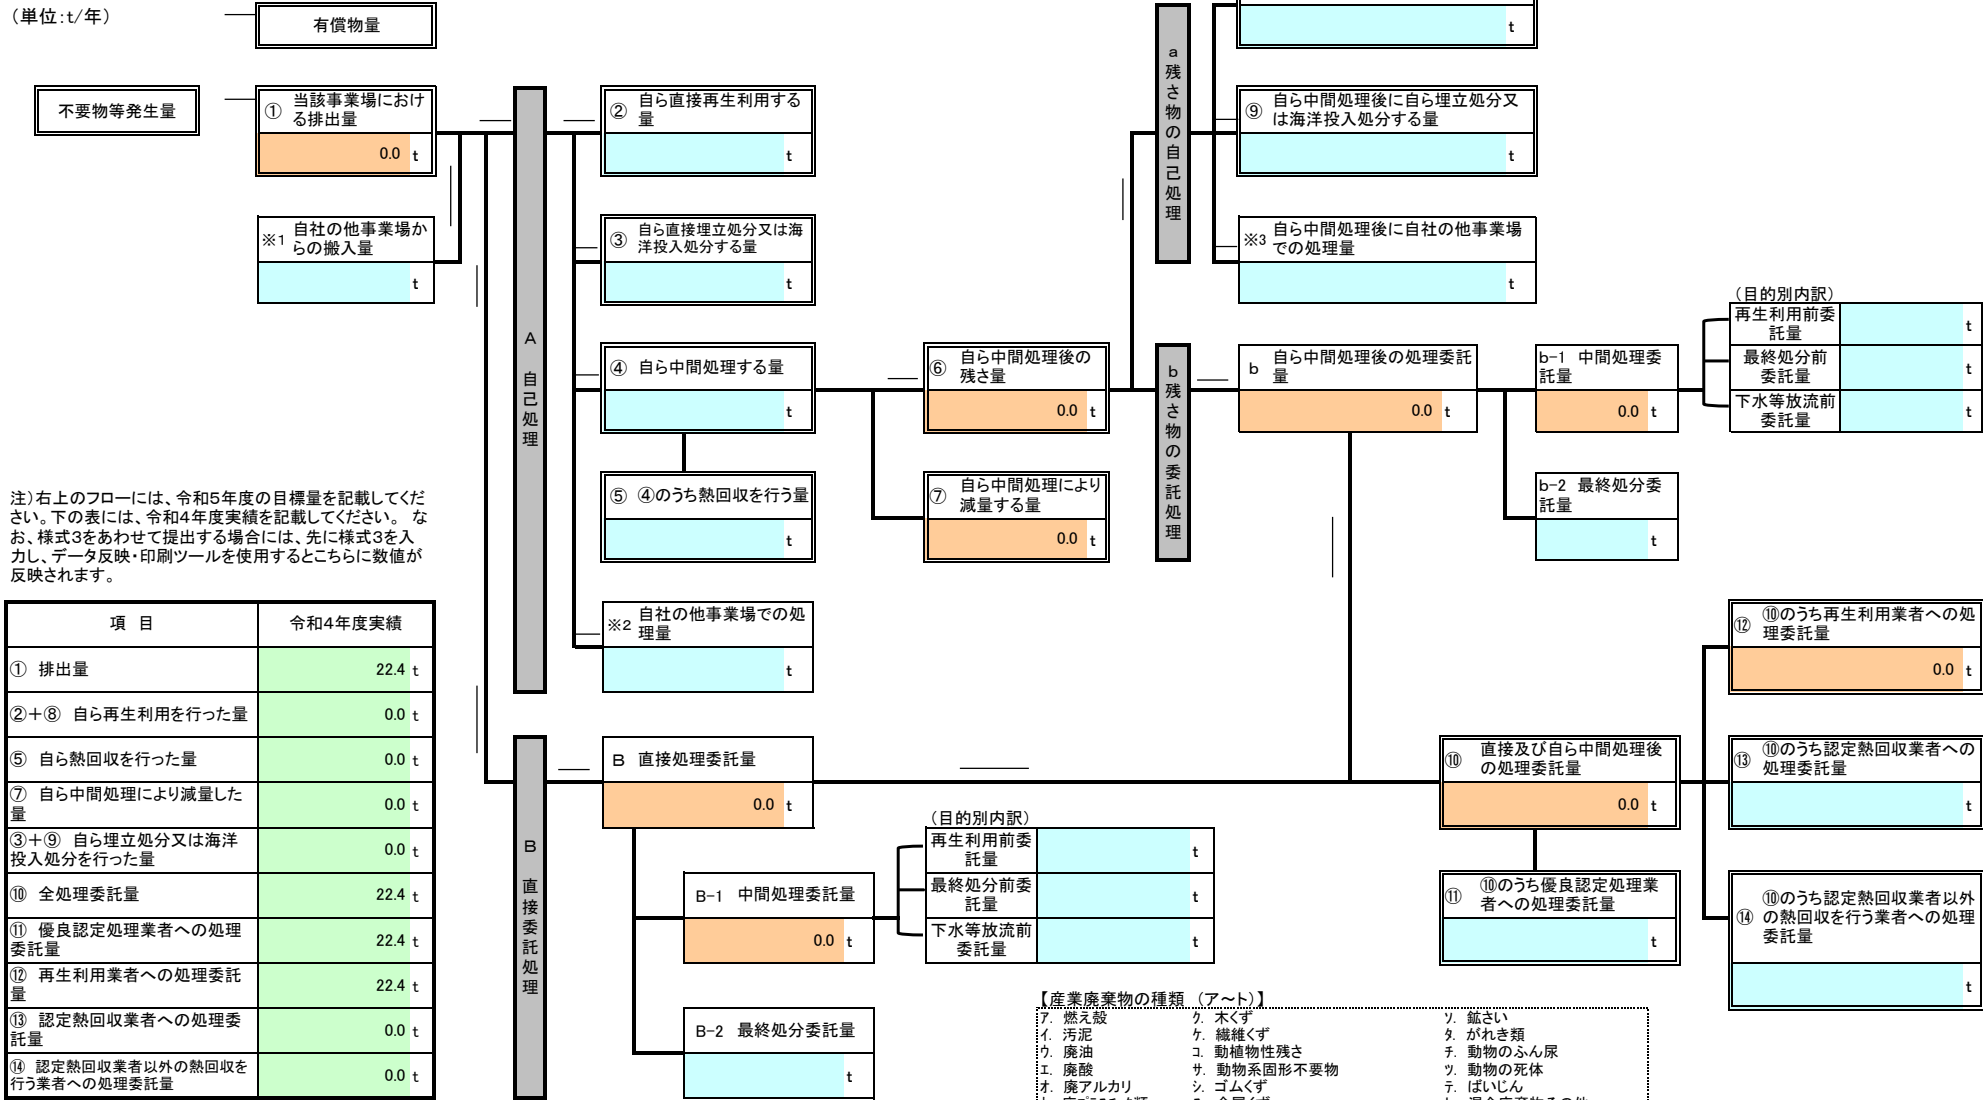 （単位：t/年）
有償物量
不要物等発生量
① 当該事業場におけ
る排出量
0.0 t
※1 自社の他事業場か
らの搬入量
t
A 自己処理
② 自ら直接再生利用する
量
t
③ 自ら直接埋立処分又は海
洋投入処分する量
t
④ 自ら中間処理する量
t
⑤ ④のうち熱回収を行う量
t
※2 自社の他事業場での処
理量
t
⑥ 自ら中間処理後の
残さ量
0.0 t
⑦ 自ら中間処理により
減量する量
0.0 t
a 残さ物の自己処理
t
⑨ 自ら中間処理後に自ら埋立処分又
は海洋投入処分する量
t
※3 自ら中間処理後に自社の他事業場
での処理量
t
b 残さ物の委託処理
b 自ら中間処理後の処理委託
量
0.0 t
b-1 中間処理委
託量
0.0 t
b-2 最終処分委
託量
t
（目的別内訳）
再生利用前委
託量
t
最終処分前
委託量
t
下水等放流前
委託量
t
注）右上のフローには、令和5年度の目標量を記載してくだ
さい。下の表には、令和4年度実績を記載してください。 な
お、様式3をあわせて提出する場合には、先に様式3を入
力し、データ反映・印刷ツールを使用するとこちらに数値が
反映されます。
項 目 令和4年度実績
① 排出量 22.4 t
②＋⑧ 自ら再生利用を行った量 0.0 t
⑤ 自ら熱回収を行った量 0.0 t
⑦ 自ら中間処理により減量した
量 0.0 t
③＋⑨ 自ら埋立処分又は海洋
投入処分を行った量 0.0 t
⑩ 全処理委託量 22.4 t
⑪ 優良認定処理業者への処理
委託量 22.4 t
⑫ 再生利用業者への処理委託
量 22.4 t
⑬ 認定熱回収業者への処理委
託量 0.0 t
⑭ 認定熱回収業者以外の熱回収を
行う業者への処理委託量 0.0 t
B 直接委託処理
B 直接処理委託量
0.0 t
B-1 中間処理委託量
0.0 t
B-2 最終処分委託量
t
（目的別内訳）
再生利用前委
託量
t
最終処分前委
託量
t
下水等放流前
委託量
t
⑩ 直接及び自ら中間処理後
の処理委託量
0.0 t
⑪ ⑩のうち優良認定処理業
者への処理委託量
t
⑫ ⑩のうち再生利用業者への処
理委託量
0.0 t
⑬ ⑩のうち認定熱回収業者への
処理委託量
t
⑭ ⑩のうち認定熱回収業者以外
の熱回収を行う業者への処理
委託量
t
【産業廃棄物の種類 （ア～ト）】
ア. 燃え殻 ク. 木くず ソ. 鉱さい
イ. 汚泥 ケ. 繊維くず タ. がれき類
ウ. 廃油 コ. 動植物性残さ チ. 動物のふん尿
エ. 廃酸 サ. 動物系固形不要物 ツ. 動物の死体
オ. 廃アルカリ シ. ゴムくず テ. ばいじん